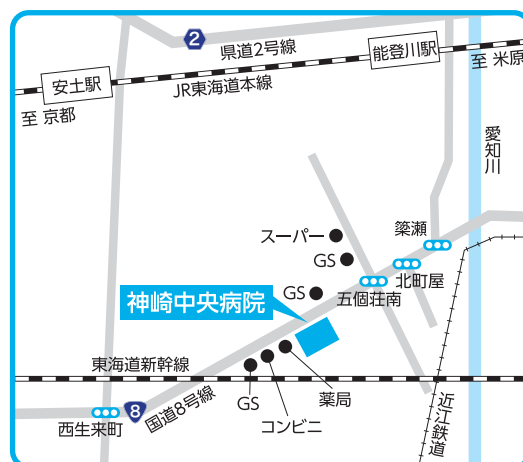 2
県道2号線
能登川駅
至 米原
安土駅
JR東海道本線
至 京都
愛知川
スーパー
簗瀬
GS
北町屋
GS
五個荘南
神崎中央病院
東海道新幹線
8
国道8号線
西生来町
GS
コンビニ
薬局
近江鉄道